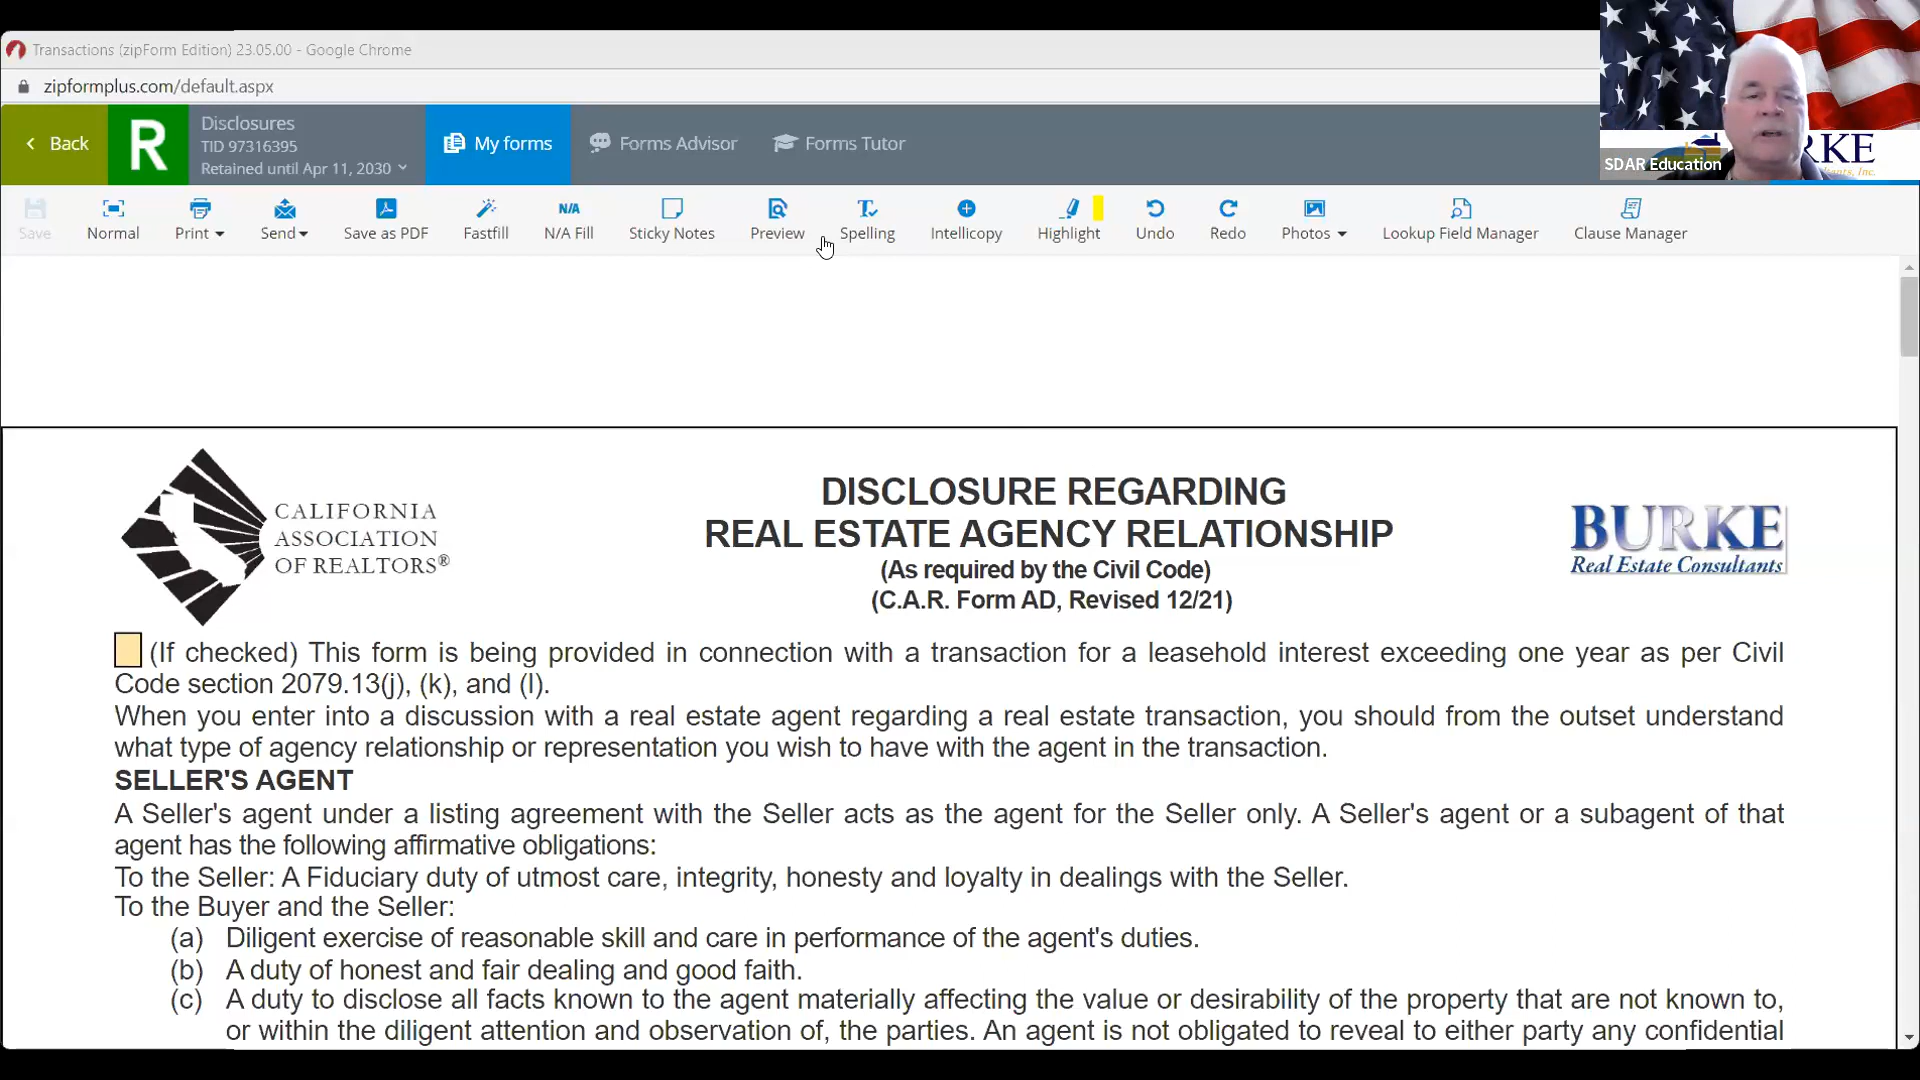 Transactions (zipForm Edition) 23.05.00 - Google Chrome
zipformplus.com/default.aspx
Back
R
Disclosures
TID 97316395
Retained until Apr 11, 2030
My forms
Forms Advisor
Forms Tutor
SDAR Education
RKE
Save
Normal
Print
Send
Save as PDF
Fastfill
N/A
N/A Fill
Sticky Notes
Preview
Spelling
Intellicopy
Highlight
Undo
Redo
Photos
Lookup Field Manager
Clause Manager
CALIFORNIA
ASSOCIATION
OF REALTORS®
DISCLOSURE REGARDING
REAL ESTATE AGENCY RELATIONSHIP
(As required by the Civil Code)
(C.A.R. Form AD, Revised 12/21)
BURKE
Real Estate Consultants
(If checked) This form is being provided in connection with a transaction for a leasehold interest exceeding one year as per Civil
Code section 2079.13(j), (k), and (l).
When you enter into a discussion with a real estate agent regarding a real estate transaction, you should from the outset understand
what type of agency relationship or representation you wish to have with the agent in the transaction.
SELLER'S AGENT
A Seller's agent under a listing agreement with the Seller acts as the agent for the Seller only. A Seller's agent or a subagent of that
agent has the following affirmative obligations:
To the Seller: A Fiduciary duty of utmost care, integrity, honesty and loyalty in dealings with the Seller.
To the Buyer and the Seller:
(a) Diligent exercise of reasonable skill and care in performance of the agent's duties.
(b) A duty of honest and fair dealing and good faith.
(c) A duty to disclose all facts known to the agent materially affecting the value or desirability of the property that are not known to,
or within the diligent attention and observation of, the parties. An agent is not obligated to reveal to either party any confidential